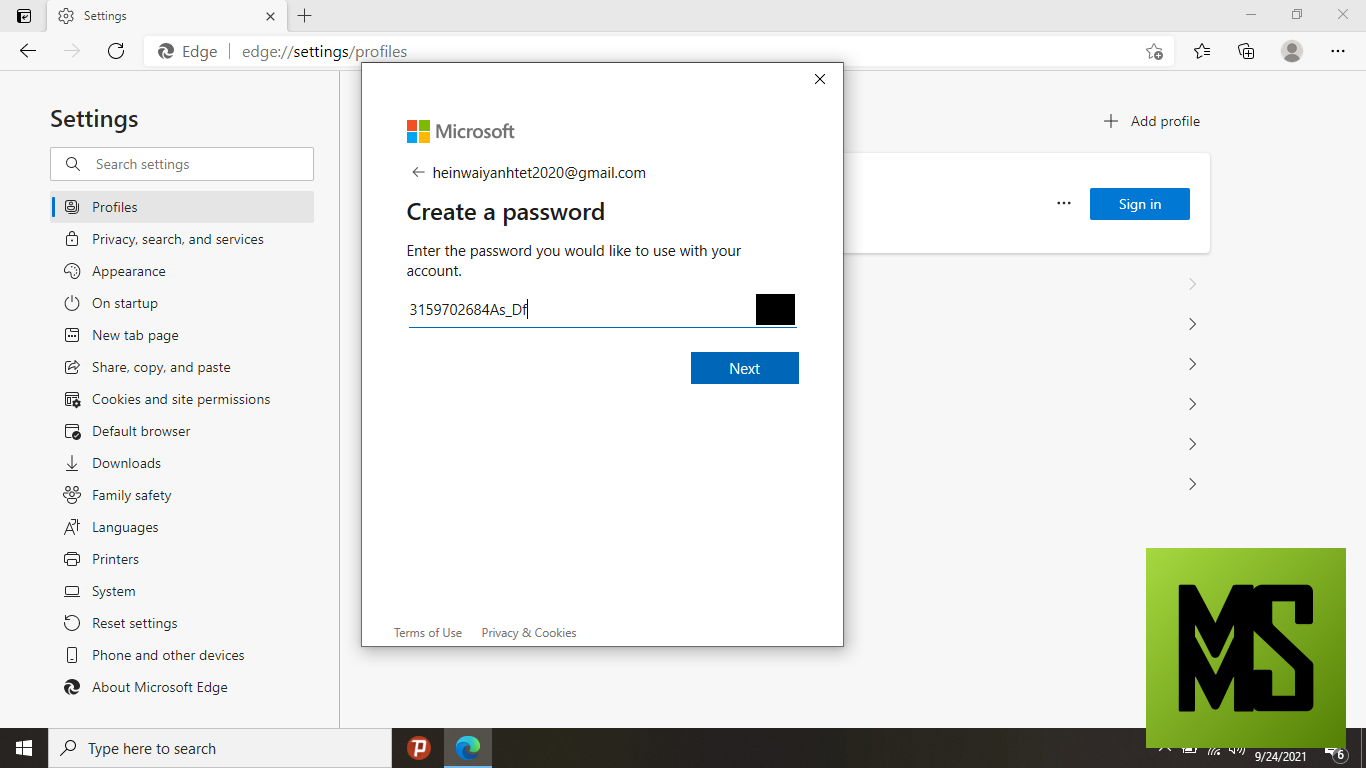 Settings
Edge
edge://settings/profiles
Settings
Search settings
Profiles
Privacy, search, and services
Appearance
On startup
New tab page
Share, copy, and paste
Cookies and site permissions
Default browser
Downloads
Family safety
Languages
Printers
System
Reset settings
Phone and other devices
About Microsoft Edge
Microsoft
heinwaiyanhtet2020@gmail.com
Create a password
Enter the password you would like to use with your
account.
3159702684As_Df
Next
Terms of Use Privacy & Cookies
Add profile
Sign in
MS
M
Type here to search
9/24/2021
6